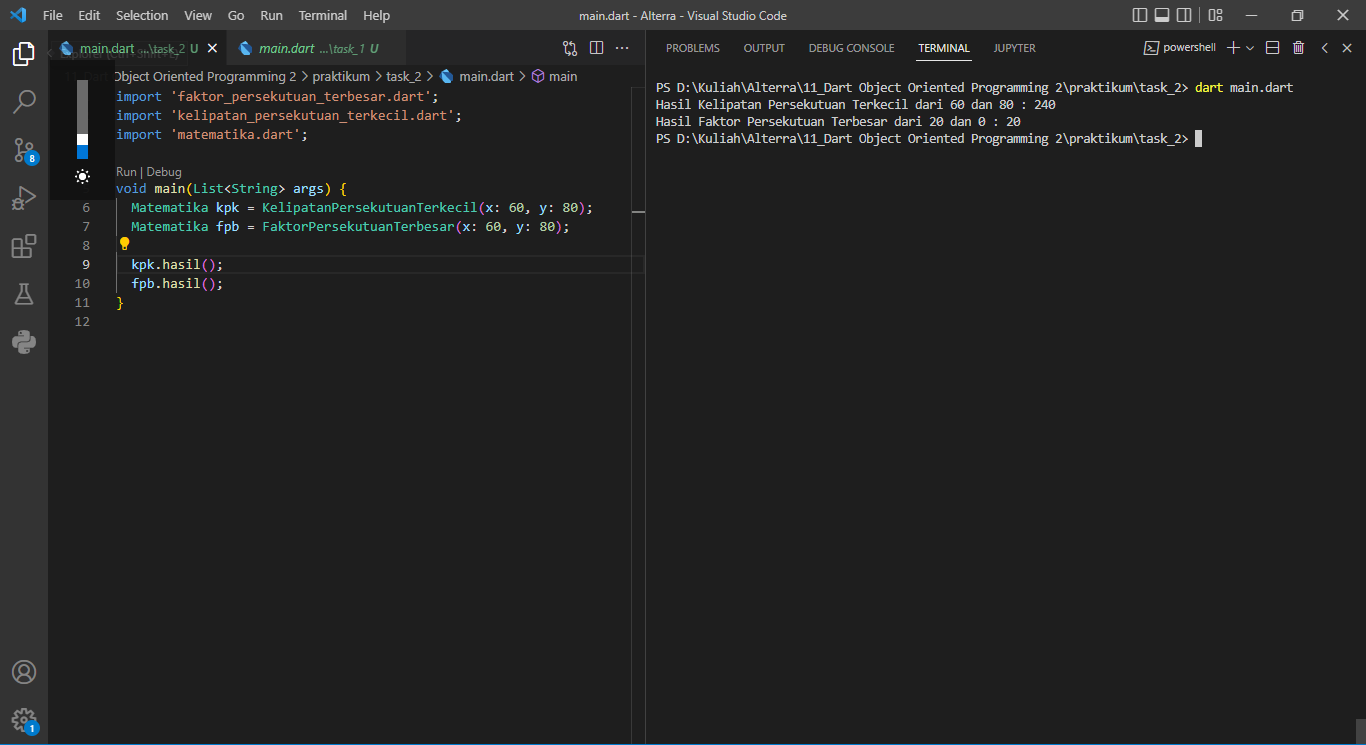 File Edit Selection View Go Run Terminal Help
main.dart - Alterra - Visual Studio Code
main.dart ...\task_2 U
main.dart ...\task_1 U
Object Oriented Programming 2 > praktikum > task_2 > main.dart > main
import 'faktor_persekutuan_terbesar.dart';
import 'kelipatan_persekutuan_terkecil.dart';
import 'matematika.dart';
Run | Debug
void main(List<String> args) {
6 Matematika kpk = KelipatanPersekutuanTerkecil(x: 60, y: 80);
7 Matematika fpb = FaktorPersekutuanTerbesar(x: 60, y: 80);
8
9 kpk.hasil();
10 fpb.hasil();
11 }
12
8
1
PROBLEMS OUTPUT DEBUG CONSOLE TERMINAL JUPYTER
powershell
PS D:\Kuliah\Alterra\11_Dart Object Oriented Programming 2\praktikum\task_2> dart main.dart
Hasil Kelipatan Persekutuan Terkecil dari 60 dan 80 : 240
Hasil Faktor Persekutuan Terbesar dari 20 dan 0 : 20
PS D:\Kuliah\Alterra\11_Dart Object Oriented Programming 2\praktikum\task_2>